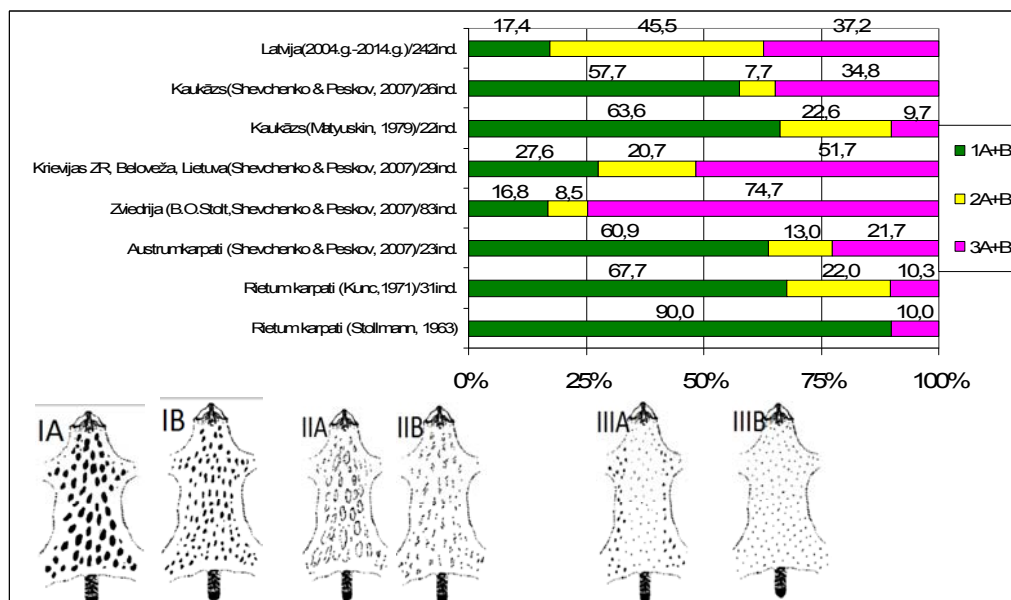 17,4 45,5 37,2
Latvija(2004.g.-2014.g.)/242ind.
57,7 7,7 34,8
Kaukāzs(Shevchenko & Peskov, 2007)/26ind.
63,6 22,6 9,7
Kaukāzs(Matyuskin, 1979)/22ind.
27,6 20,7 51,7
Krievijas ZR, Beloveža, Lietuva(Shevchenko & Peskov, 2007)/29ind.
16,8 8,5 74,7
Zviedrija (B.O.Stolt,Shevchenko & Peskov, 2007)/83ind.
60,9 13,0 21,7
Austrumkarpati (Shevchenko & Peskov, 2007)/23ind.
67,7 22,0 10,3
Rietum karpati (Kunc,1971)/31ind.
90,0 10,0
Rietum karpati (Stollmann, 1963)
0% 25% 50% 75% 100%
1A+B
2A+B
3A+B
IA IB IIA IIB IIIA IIIB